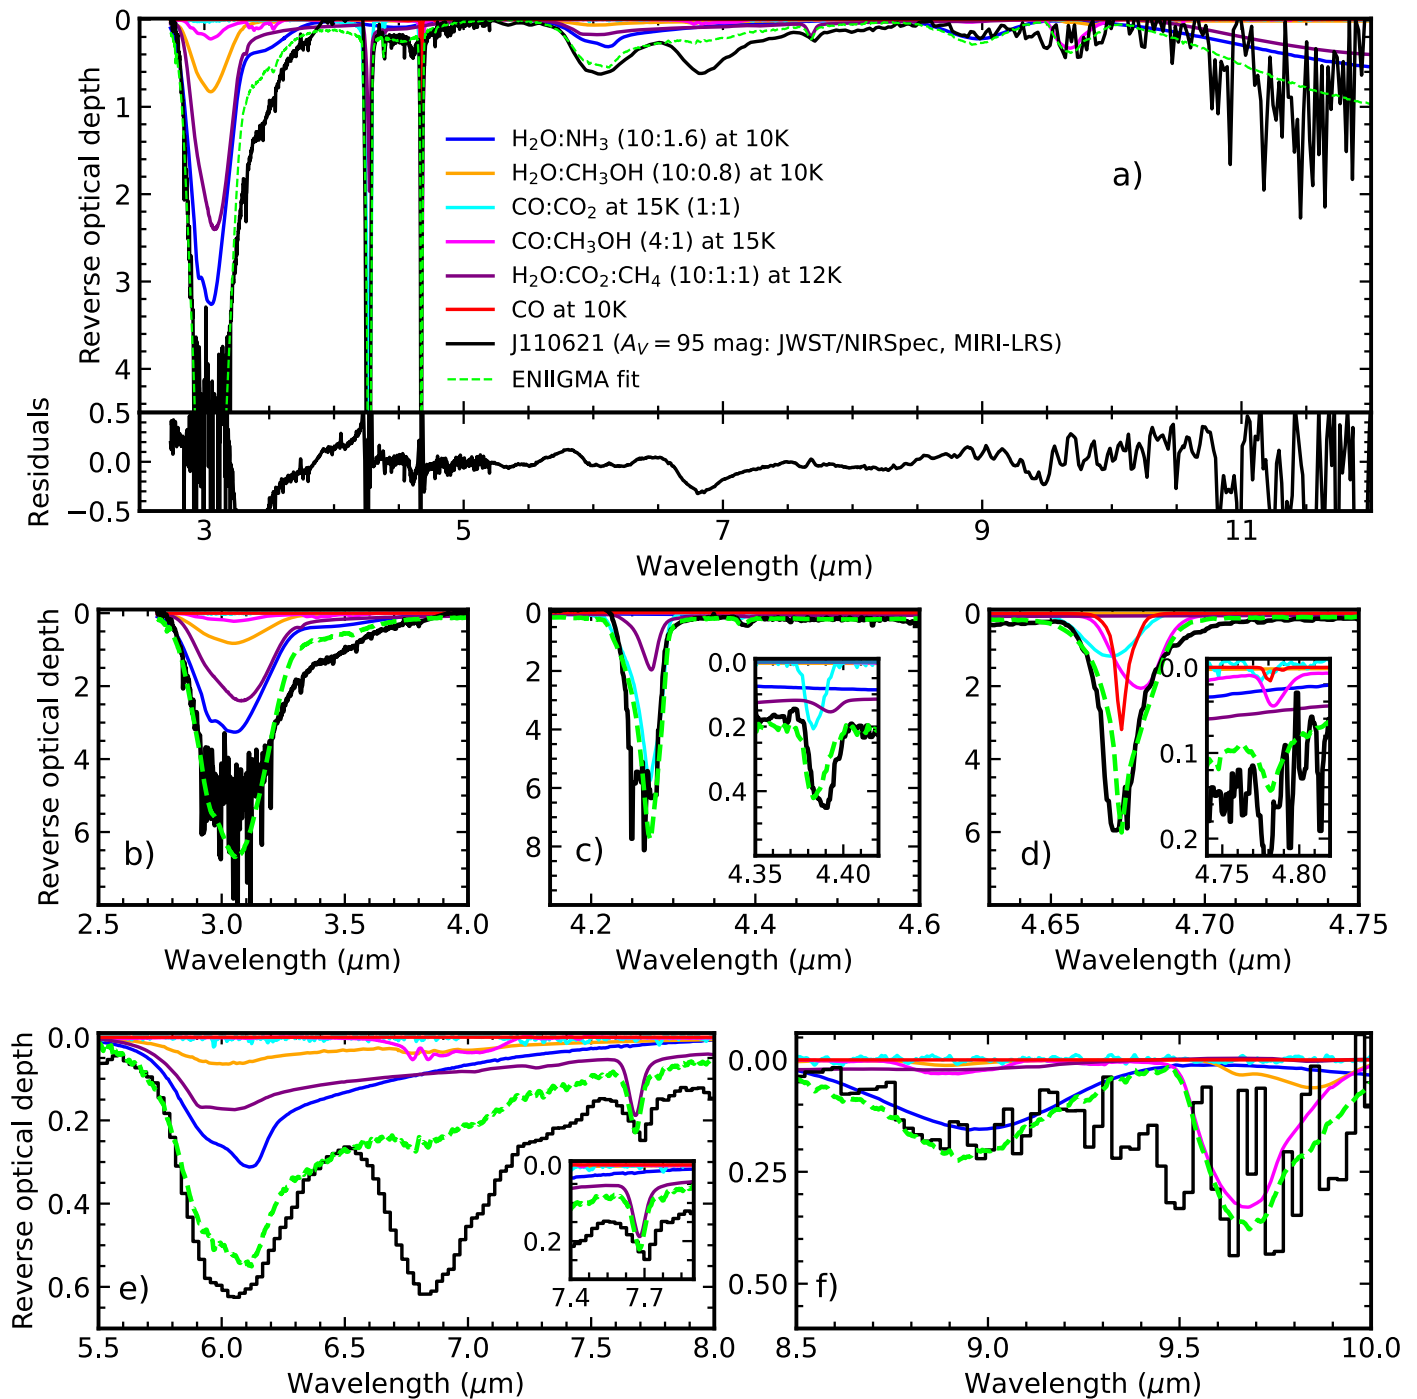 0
1
2
3
4
Reverse optical depth
H₂O:NH₃ (10:1.6) at 10K
H₂O:CH₃OH (10:0.8) at 10K
CO:CO₂ at 15K (1:1)
CO:CH₃OH (4:1) at 15K
H₂O:CO₂:CH₄ (10:1:1) at 12K
CO at 10K
J110621 (A_V = 95 mag: JWST/NIRSpec, MIRI-LRS)
ENIIGMA fit
a)
0.5
0.0
−0.5
Residuals
3 5 7 9 11
Wavelength (μm)
0
2
4
6
Reverse optical depth
b)
2.5 3.0 3.5 4.0
Wavelength (μm)
0
2
4
6
8
c)
0.0
0.2
0.4
4.35 4.40
4.2 4.4 4.6
Wavelength (μm)
0
2
4
6
d)
0.0
0.1
0.2
4.75 4.80
4.65 4.70 4.75
Wavelength (μm)
0.0
0.2
0.4
0.6
Reverse optical depth
e)
0.0
0.2
7.4 7.7
5.5 6.0 6.5 7.0 7.5 8.0
Wavelength (μm)
0.00
0.25
0.50
f)
8.5 9.0 9.5 10.0
Wavelength (μm)